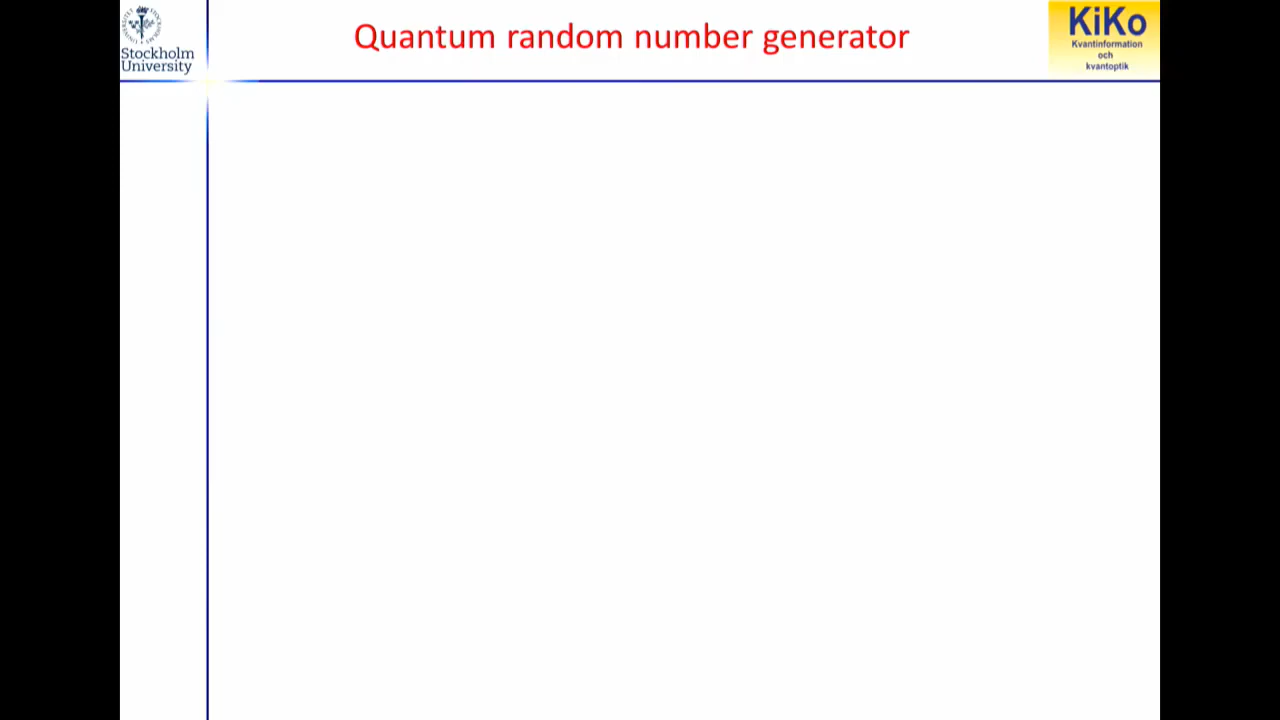 Quantum random number generator
Stockholm
University
KiKo
Kvantinformation
och
kvantoptik